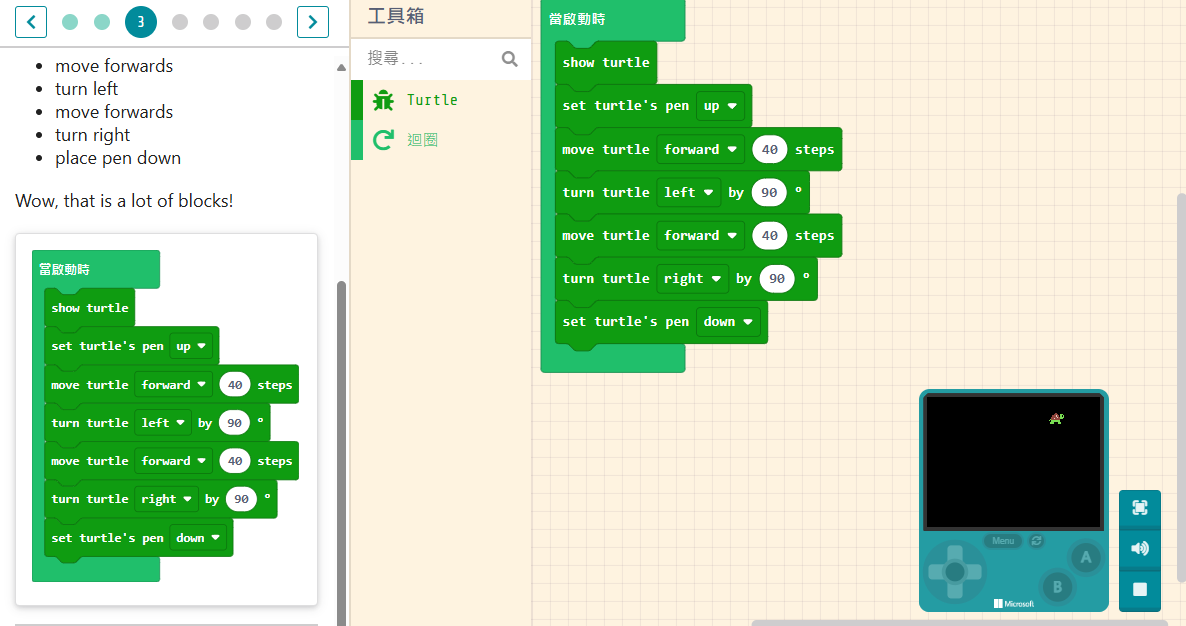 3
• move forwards
• turn left
• move forwards
• turn right
• place pen down
Wow, that is a lot of blocks!
當啟動時
show turtle
set turtle's pen up
move turtle forward 40 steps
turn turtle left by 90 °
move turtle forward 40 steps
turn turtle right by 90 °
set turtle's pen down
工具箱
搜尋...
Turtle
迴圈
當啟動時
show turtle
set turtle's pen up
move turtle forward 40 steps
turn turtle left by 90 °
move turtle forward 40 steps
turn turtle right by 90 °
set turtle's pen down
Menu
A
B
Microsoft